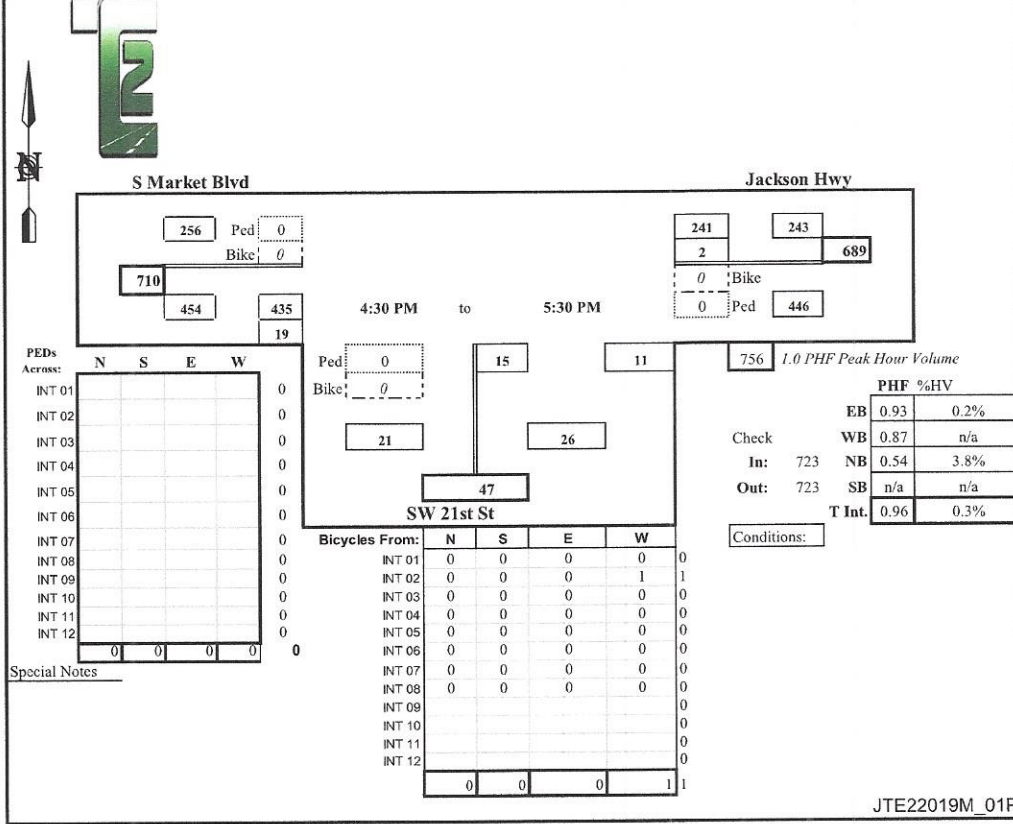 2
N
S Market Blvd Jackson Hwy
256 Ped 0 241 243
Bike 0 2 689
710 0 Bike
454 435 4:30 PM to 5:30 PM 0 Ped 446
19
PEDs Across: N S E W Ped 0 15 11 756 1.0 PHF Peak Hour Volume
INT 01 0 Bike 0
INT 02 0
INT 03 0
INT 04 0
INT 05 0
INT 06 0
INT 07 0
INT 08 0
INT 09 0
INT 10 0
INT 11 0
INT 12 0
0 0 0 0 0
Special Notes
21 26
47
SW 21st St
PHF %HV
EB 0.93 0.2%
Check WB 0.87 n/a
In: 723 NB 0.54 3.8%
Out: 723 SB n/a n/a
T Int. 0.96 0.3%
Conditions:
Bicycles From: N S E W
INT 01 0 0 0 0 0
INT 02 0 0 0 1 1
INT 03 0 0 0 0 0
INT 04 0 0 0 0 0
INT 05 0 0 0 0 0
INT 06 0 0 0 0 0
INT 07 0 0 0 0 0
INT 08 0 0 0 0 0
INT 09 0
INT 10 0
INT 11 0
INT 12 0
0 0 0 1 1
JTE22019M_01P